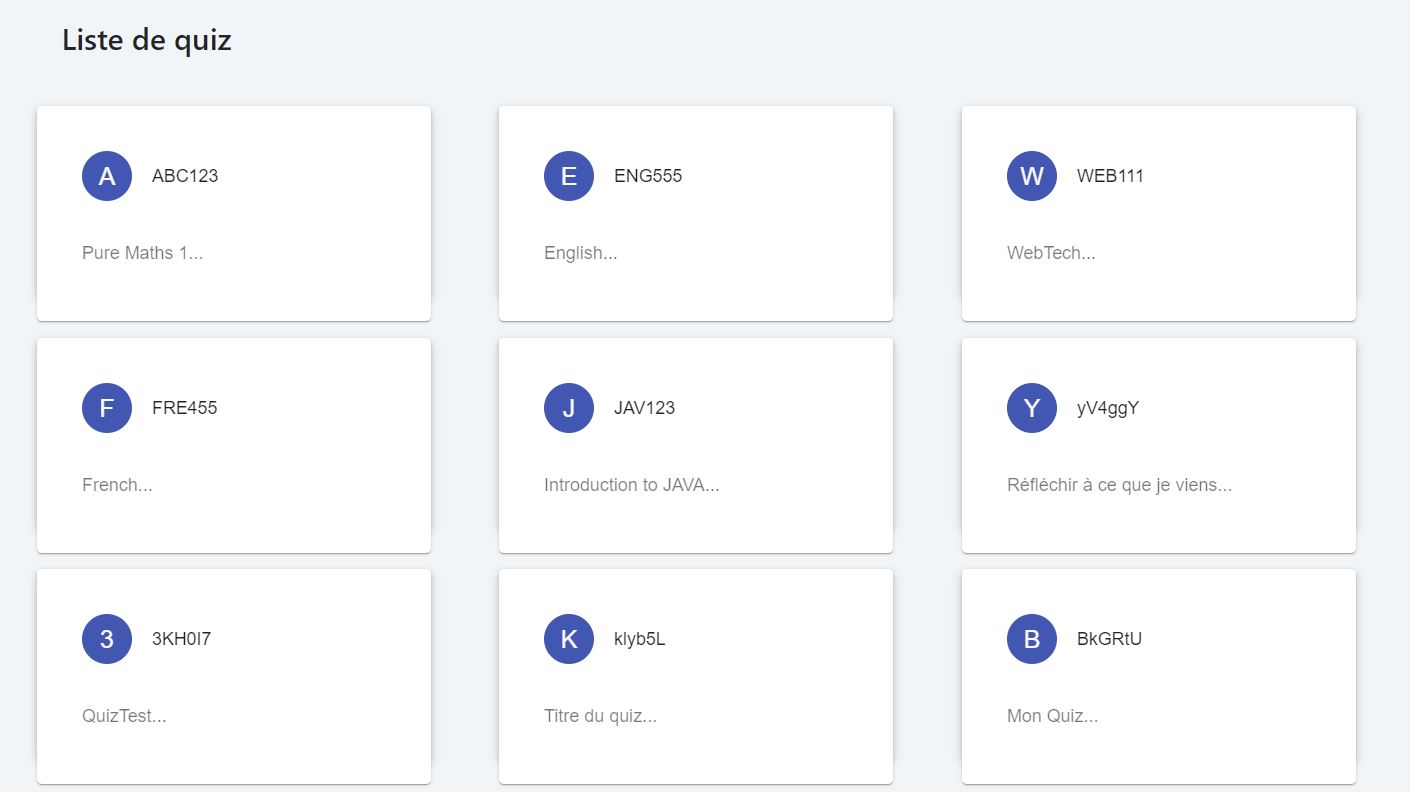 Liste de quiz
A ABC123
Pure Maths 1...
E ENG555
English...
W WEB111
WebTech...
F FRE455
French...
J JAV123
Introduction to JAVA...
Y yV4ggY
Réfléchir à ce que je viens...
3 3KH0I7
QuizTest...
K klyb5L
Titre du quiz...
B BkGRtU
Mon Quiz...